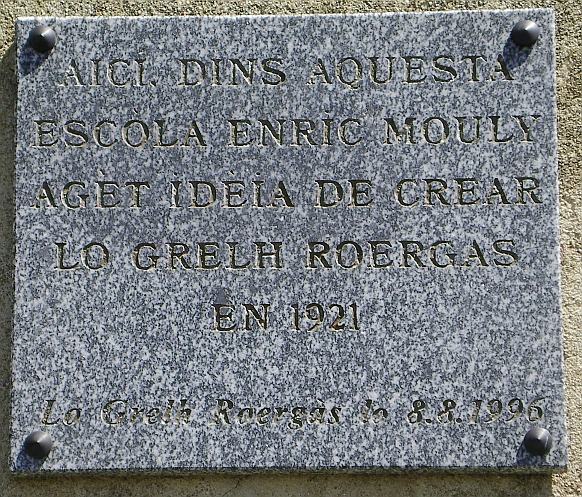 AICI, DINS AQUESTA
ESCÒLA ENRIC MOULY
AGÈT IDÈIA DE CREAR
LO GRELH ROERGAS
EN 1921
Lo Grelh Roergàs lo 8.8.1996